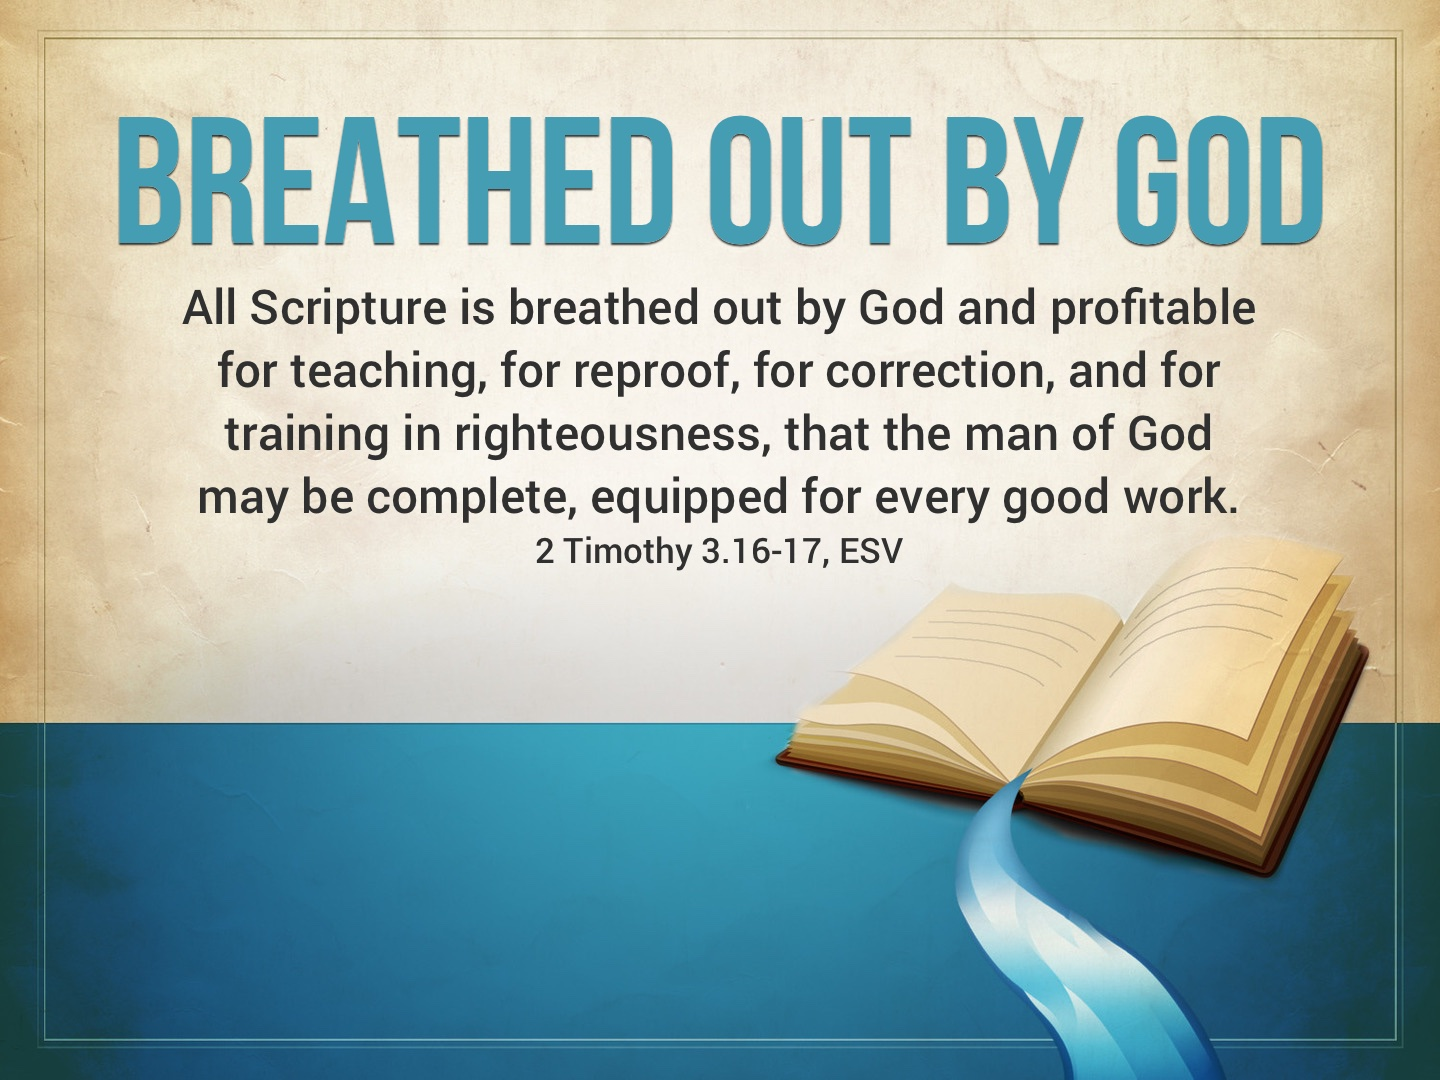 BREATHED OUT BY GOD
All Scripture is breathed out by God and profitable
for teaching, for reproof, for correction, and for
training in righteousness, that the man of God
may be complete, equipped for every good work.
2 Timothy 3.16-17, ESV